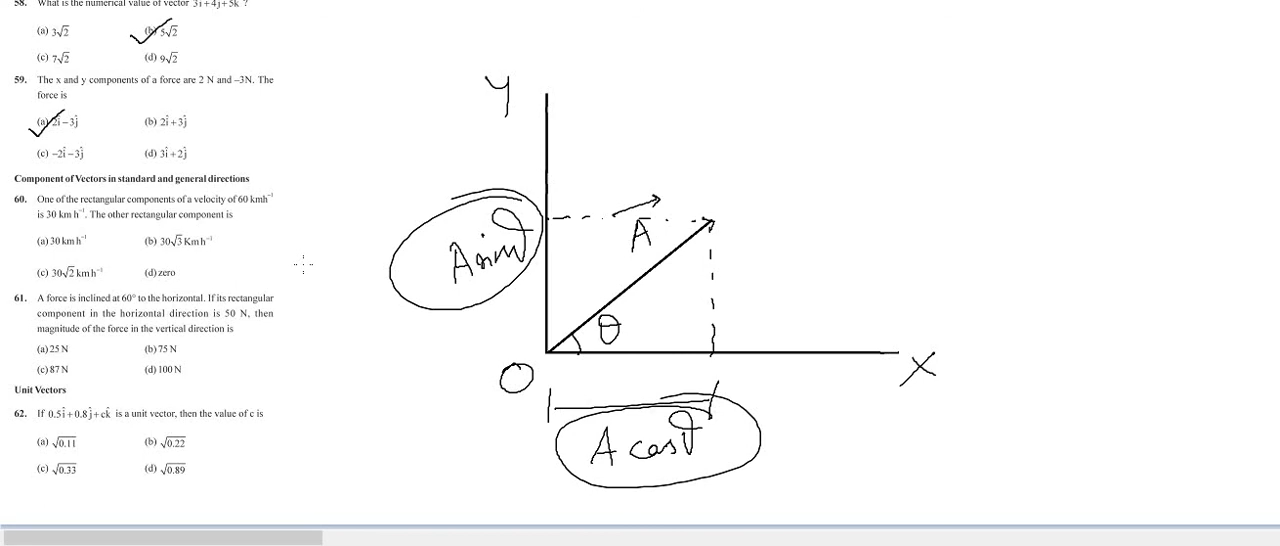 58. What is the numerical value of vector 3î+4ĵ+5k̂ ?
(a) 3√2 (b) 5√2
(c) 7√2 (d) 9√2
59. The x and y components of a force are 2 N and –3N. The
force is
(a) 2î–3ĵ (b) 2î+3ĵ
(c) –2î–3ĵ (d) 3î+2ĵ
Component of Vectors in standard and general directions
60. One of the rectangular components of a velocity of 60 kmh⁻¹
is 30 km h⁻¹. The other rectangular component is
(a) 30 km h⁻¹ (b) 30√3 Km h⁻¹
(c) 30√2 km h⁻¹ (d) zero
61. A force is inclined at 60° to the horizontal. If its rectangular
component in the horizontal direction is 50 N, then
magnitude of the force in the vertical direction is
(a) 25 N (b) 75 N
(c) 87 N (d) 100 N
Unit Vectors
62. If 0.5î+0.8ĵ+ck̂ is a unit vector, then the value of c is
(a) √0.11 (b) √0.22
(c) √0.33 (d) √0.89
Y
A
A sinθ
θ
O
X
A cosθ